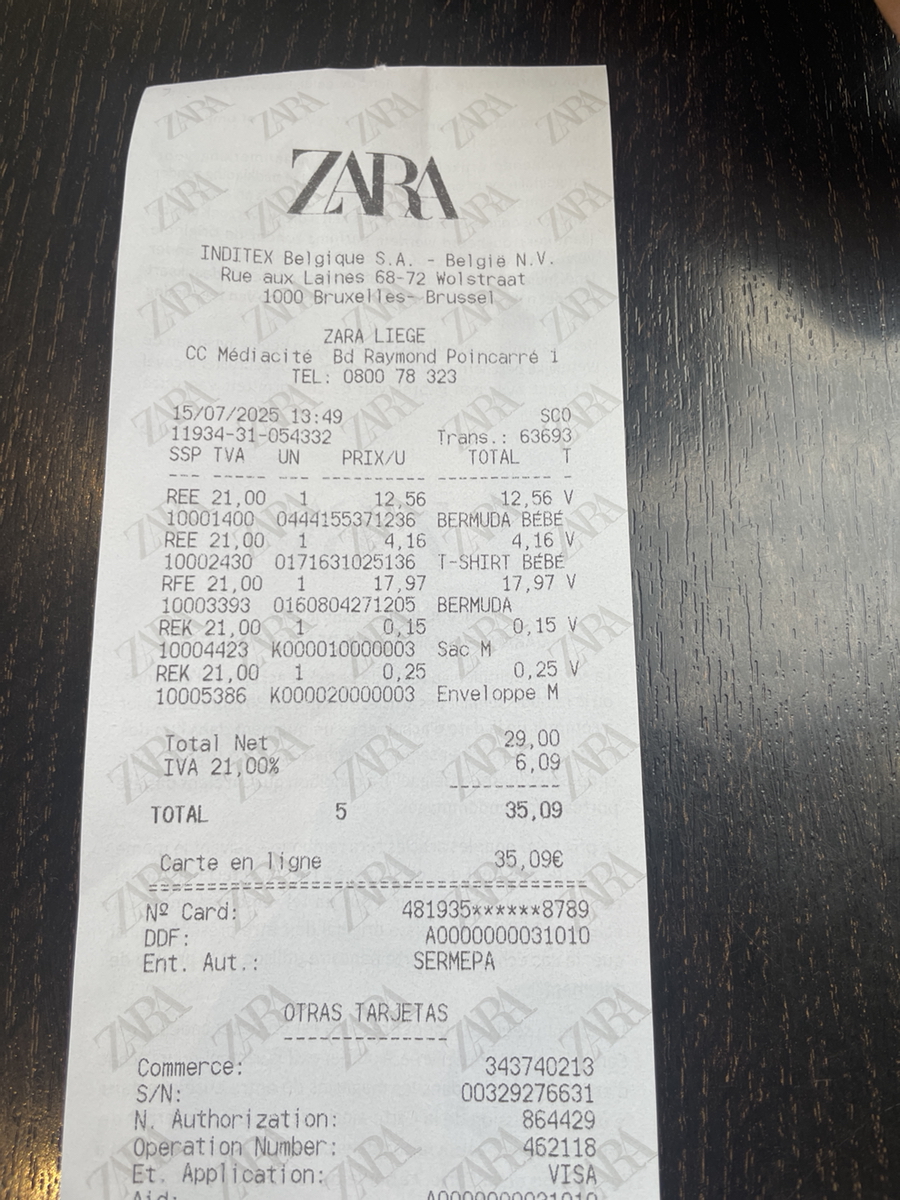 ZARA
INDITEX Belgique S.A. - België N.V.
Rue aux Laines 68-72 Wolstraat
1000 Bruxelles- Brussel
ZARA LIEGE
CC Médiacité Bd Raymond Poincarré 1
TEL: 0800 78 323
15/07/2025 13:49 SCO
11934-31-054332 Trans.: 63693
SSP TVA UN PRIX/U TOTAL T
--- ----- -- ---------- ---------- -
REE 21,00 1 12,56 12,56 V
10001400 0444155371236 BERMUDA BÉBÉ
REE 21,00 1 4,16 4,16 V
10002430 0171631025136 T-SHIRT BÉBÉ
RFE 21,00 1 17,97 17,97 V
10003393 0160804271205 BERMUDA
REK 21,00 1 0,15 0,15 V
10004423 K000010000003 Sac M
REK 21,00 1 0,25 0,25 V
10005386 K000020000003 Enveloppe M
Total Net 29,00
IVA 21,00% 6,09
----------
TOTAL 5 35,09
Carte en ligne 35,09€
========================================
Nº Card: 481935******8789
DDF: A0000000031010
Ent. Aut.: SERMEPA
OTRAS TARJETAS
--------------
Commerce: 343740213
S/N: 00329276631
N. Authorization: 864429
Operation Number: 462118
Et. Application: VISA
Aid: A0000000031010